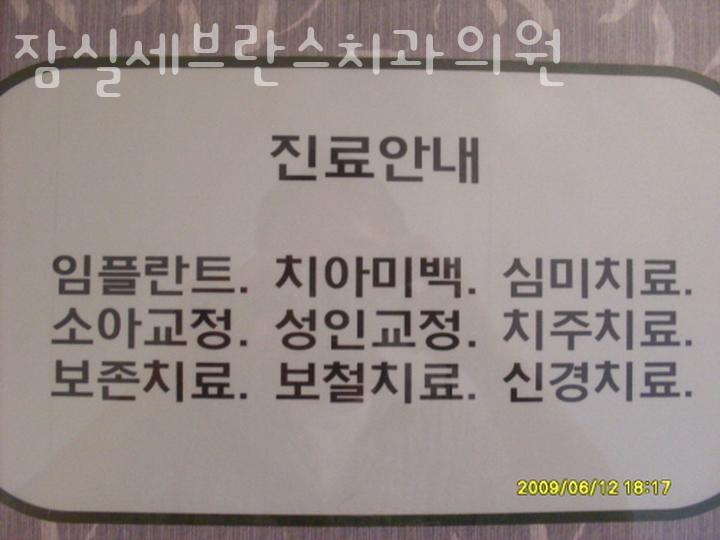 잠실세브란스치과의원
진료안내
임플란트. 치아미백. 심미치료.
소아교정. 성인교정. 치주치료.
보존치료. 보철치료. 신경치료.
2009/06/12 18:17